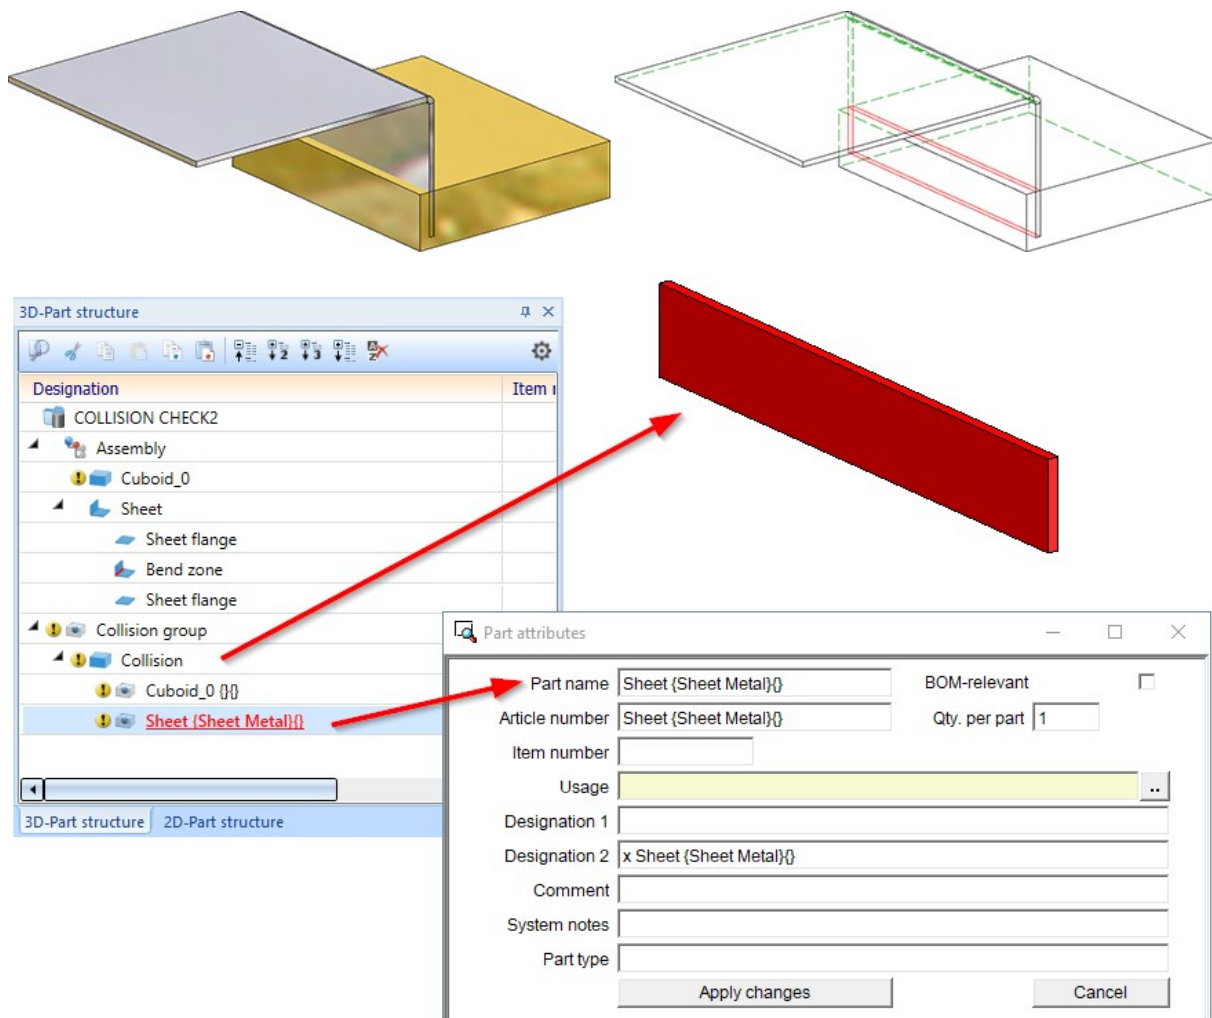 3D-Part structure
2
3
A
Z
Designation
Item
COLLISION CHECK2
Assembly
Cuboid_0
Sheet
Sheet flange
Bend zone
Sheet flange
Collision group
Collision
Cuboid_0 {}{}
Sheet {Sheet Metal}{}
3D-Part structure
2D-Part structure
Part attributes
Part name
Sheet {Sheet Metal}{}
BOM-relevant
Article number
Sheet {Sheet Metal}{}
Qty. per part
1
Item number
Usage
..
Designation 1
Designation 2
x Sheet {Sheet Metal}{}
Comment
System notes
Part type
Apply changes
Cancel